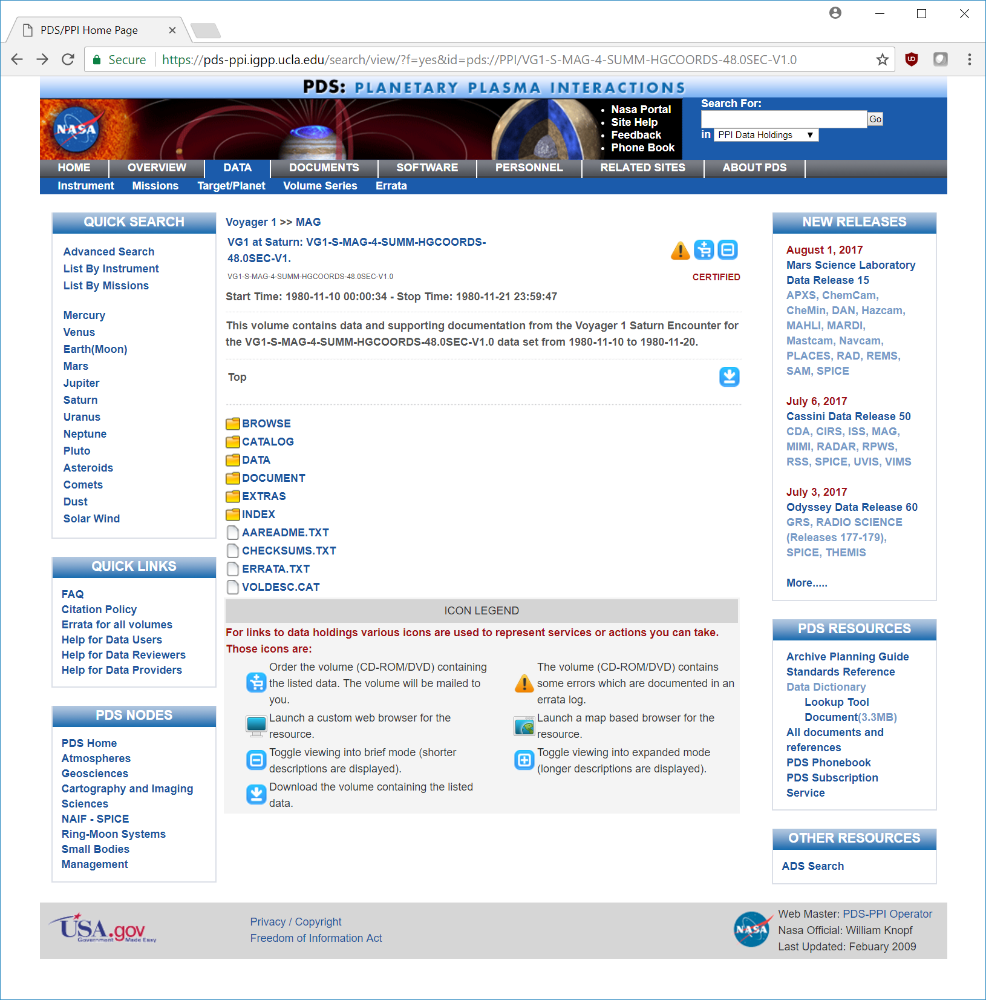 PDS/PPI Home Page
Secure
https://pds-ppi.igpp.ucla.edu/search/view/?f=yes&id=pds://PPI/VG1-S-MAG-4-SUMM-HGCOORDS-48.0SEC-V1.0
PDS: PLANETARY PLASMA INTERACTIONS
NASA
Nasa Portal
Site Help
Feedback
Phone Book
Search For:
Go
in PPI Data Holdings
HOME OVERVIEW DATA DOCUMENTS SOFTWARE PERSONNEL RELATED SITES ABOUT PDS
Instrument Missions Target/Planet Volume Series Errata
QUICK SEARCH
Advanced Search
List By Instrument
List By Missions
Mercury
Venus
Earth(Moon)
Mars
Jupiter
Saturn
Uranus
Neptune
Pluto
Asteroids
Comets
Dust
Solar Wind
QUICK LINKS
FAQ
Citation Policy
Errata for all volumes
Help for Data Users
Help for Data Reviewers
Help for Data Providers
PDS NODES
PDS Home
Atmospheres
Geosciences
Cartography and Imaging
Sciences
NAIF - SPICE
Ring-Moon Systems
Small Bodies
Management
Voyager 1 >> MAG
VG1 at Saturn: VG1-S-MAG-4-SUMM-HGCOORDS-
48.0SEC-V1.
VG1-S-MAG-4-SUMM-HGCOORDS-48.0SEC-V1.0
CERTIFIED
Start Time: 1980-11-10 00:00:34 - Stop Time: 1980-11-21 23:59:47
This volume contains data and supporting documentation from the Voyager 1 Saturn Encounter for
the VG1-S-MAG-4-SUMM-HGCOORDS-48.0SEC-V1.0 data set from 1980-11-10 to 1980-11-20.
Top
BROWSE
CATALOG
DATA
DOCUMENT
EXTRAS
INDEX
AAREADME.TXT
CHECKSUMS.TXT
ERRATA.TXT
VOLDESC.CAT
ICON LEGEND
For links to data holdings various icons are used to represent services or actions you can take.
Those icons are:
Order the volume (CD-ROM/DVD) containing
the listed data. The volume will be mailed to
you.
The volume (CD-ROM/DVD) contains
some errors which are documented in an
errata log.
Launch a custom web browser for the
resource.
Launch a map based browser for the
resource.
Toggle viewing into brief mode (shorter
descriptions are displayed).
Toggle viewing into expanded mode
(longer descriptions are displayed).
Download the volume containing the listed
data.
NEW RELEASES
August 1, 2017
Mars Science Laboratory
Data Release 15
APXS, ChemCam,
CheMin, DAN, Hazcam,
MAHLI, MARDI,
Mastcam, Navcam,
PLACES, RAD, REMS,
SAM, SPICE
July 6, 2017
Cassini Data Release 50
CDA, CIRS, ISS, MAG,
MIMI, RADAR, RPWS,
RSS, SPICE, UVIS, VIMS
July 3, 2017
Odyssey Data Release 60
GRS, RADIO SCIENCE
(Releases 177-179),
SPICE, THEMIS
More.....
PDS RESOURCES
Archive Planning Guide
Standards Reference
Data Dictionary
Lookup Tool
Document(3.3MB)
All documents and
references
PDS Phonebook
PDS Subscription
Service
OTHER RESOURCES
ADS Search
USA.gov
Government Made Easy
Privacy / Copyright
Freedom of Information Act
NASA
Web Master: PDS-PPI Operator
Nasa Official: William Knopf
Last Updated: Febuary 2009